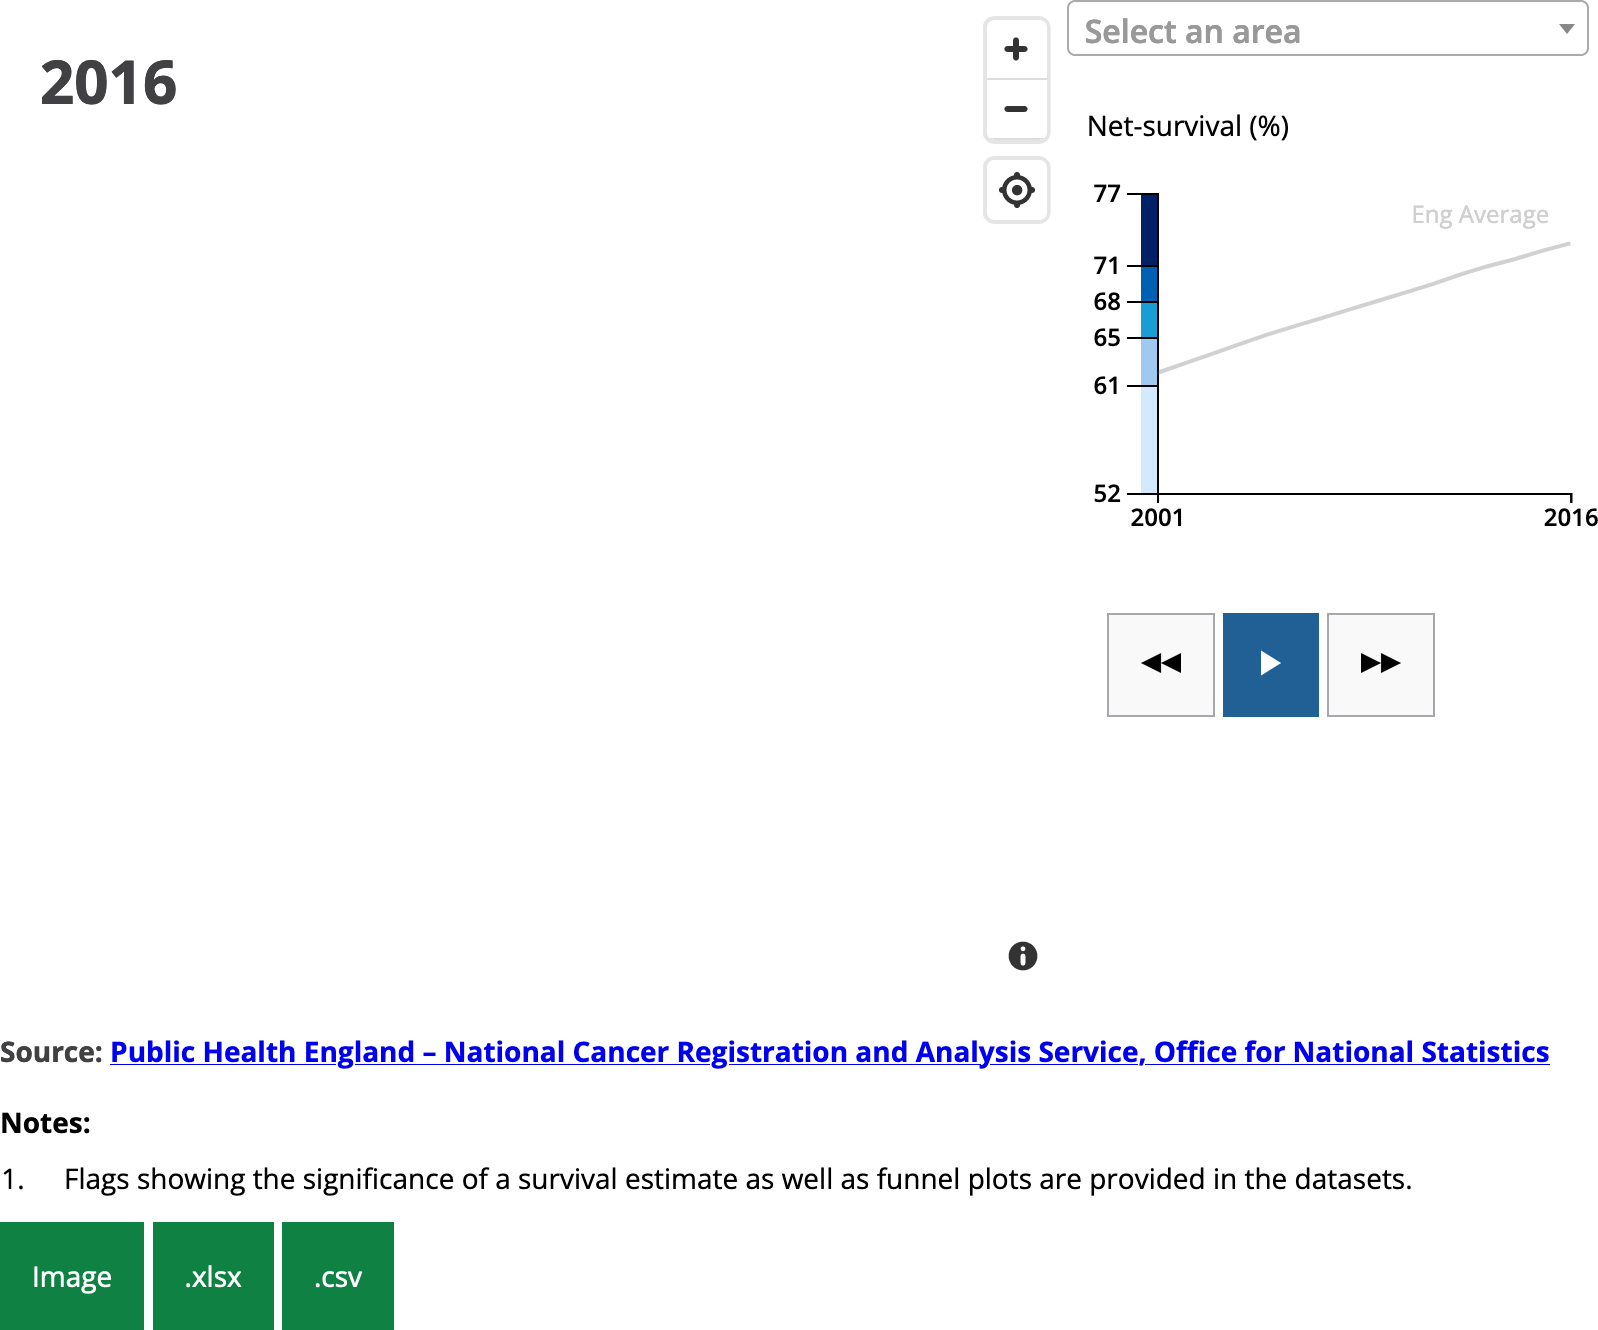 2016
Select an area
Net-survival (%)
77
Eng Average
71
68
65
61
52
2001 2016
Source: Public Health England – National Cancer Registration and Analysis Service, Office for National Statistics
Notes:
1. Flags showing the significance of a survival estimate as well as funnel plots are provided in the datasets.
Image .xlsx .csv